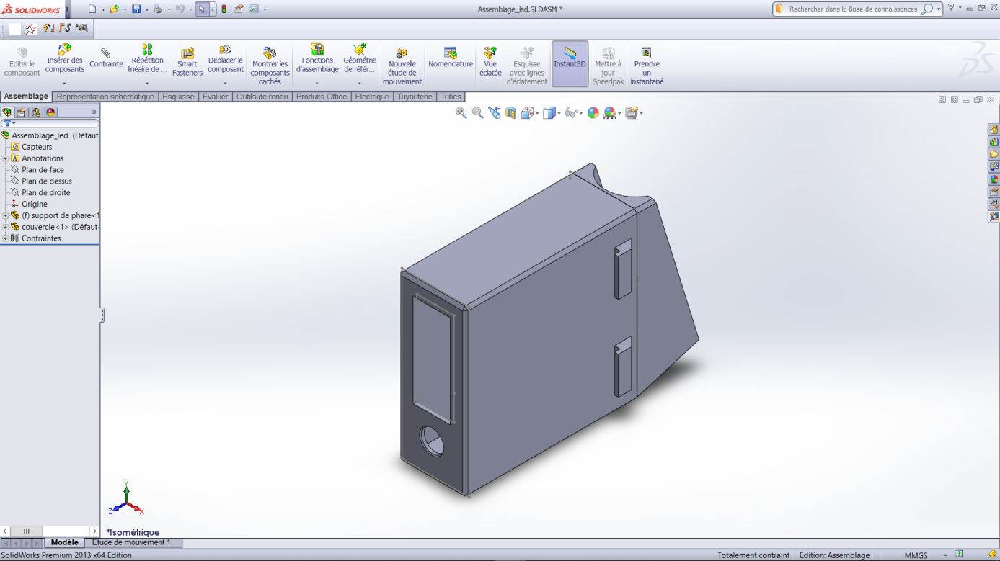 SOLIDWORKS
Assemblage_led.SLDASM *
Rechercher dans la Base de connaissances
Editer le composant
Insérer des composants
Contrainte
Répétition linéaire de ...
Smart Fasteners
Déplacer le composant
Montrer les composants cachés
Fonctions d'assemblage
Géométrie de référ...
Nouvelle étude de mouvement
Nomenclature
Vue éclatée
Esquisse avec lignes d'éclatement
Instant3D
Mettre à jour Speedpak
Prendre un instantané
Assemblage Représentation schématique Esquisse Evaluer Outils de rendu Produits Office Electrique Tuyauterie Tubes
Assemblage_led (Défaut
Capteurs
Annotations
Plan de face
Plan de dessus
Plan de droite
Origine
(f) support de phare<1
couvercle<1> (Défaut
Contraintes
Y
Z X
*Isométrique
Modèle Etude de mouvement 1
SolidWorks Premium 2013 x64 Edition Totalement contraint Edition: Assemblage MMGS